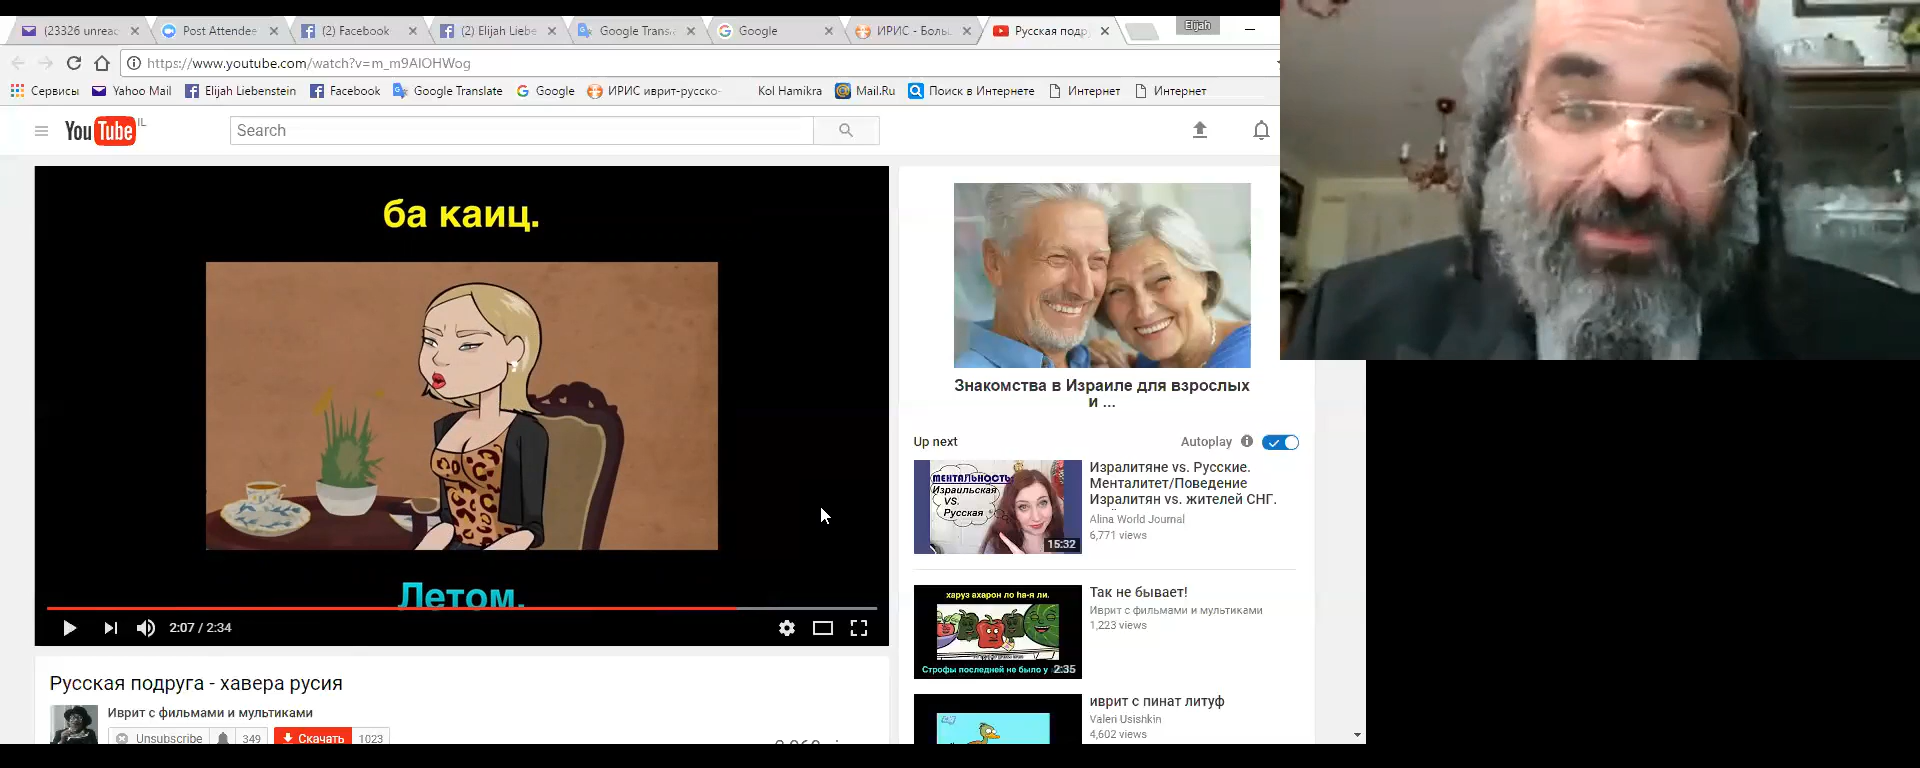 (23326 unreac
Post Attendee
(2) Facebook
(2) Elijah Liebe
Google Transl
Google
ИРИС - Больш
Русская подру
Elijah
https://www.youtube.com/watch?v=m_m9AlOHWog
Сервисы
Yahoo Mail
Elijah Liebenstein
Facebook
Google Translate
Google
ИРИС иврит-русско-
Kol Hamikra
Mail.Ru
Поиск в Интернете
Интернет
Интернет
YouTube IL
Search
ба каиц.
Летом.
2:07 / 2:34
Русская подруга - хавера русия
Иврит с фильмами и мультиками
Unsubscribe
349
Скачать
1023
Знакомства в Израиле для взрослых
и ...
Up next
Autoplay
МЕНТАЛЬНОСТЬ
Израильская
VS.
Русская
15:32
Изралитяне vs. Русские.
Менталитет/Поведение
Изралитян vs. жителей СНГ.
Alina World Journal
6,771 views
харуз ахарон ло hа-я ли.
Строфы последней не было у
2:35
Так не бывает!
Иврит с фильмами и мультиками
1,223 views
иврит с пинат литуф
Valeri Usishkin
4,602 views